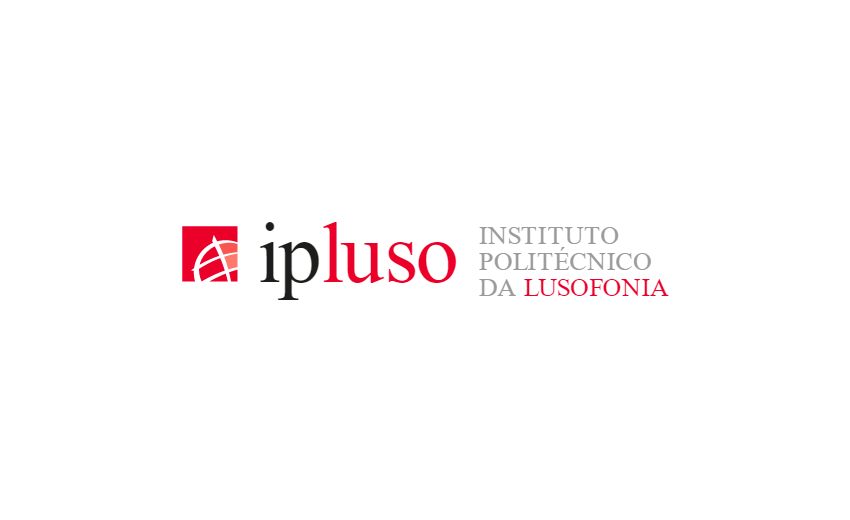 ipluso
INSTITUTO
POLITÉCNICO
DA LUSOFONIA